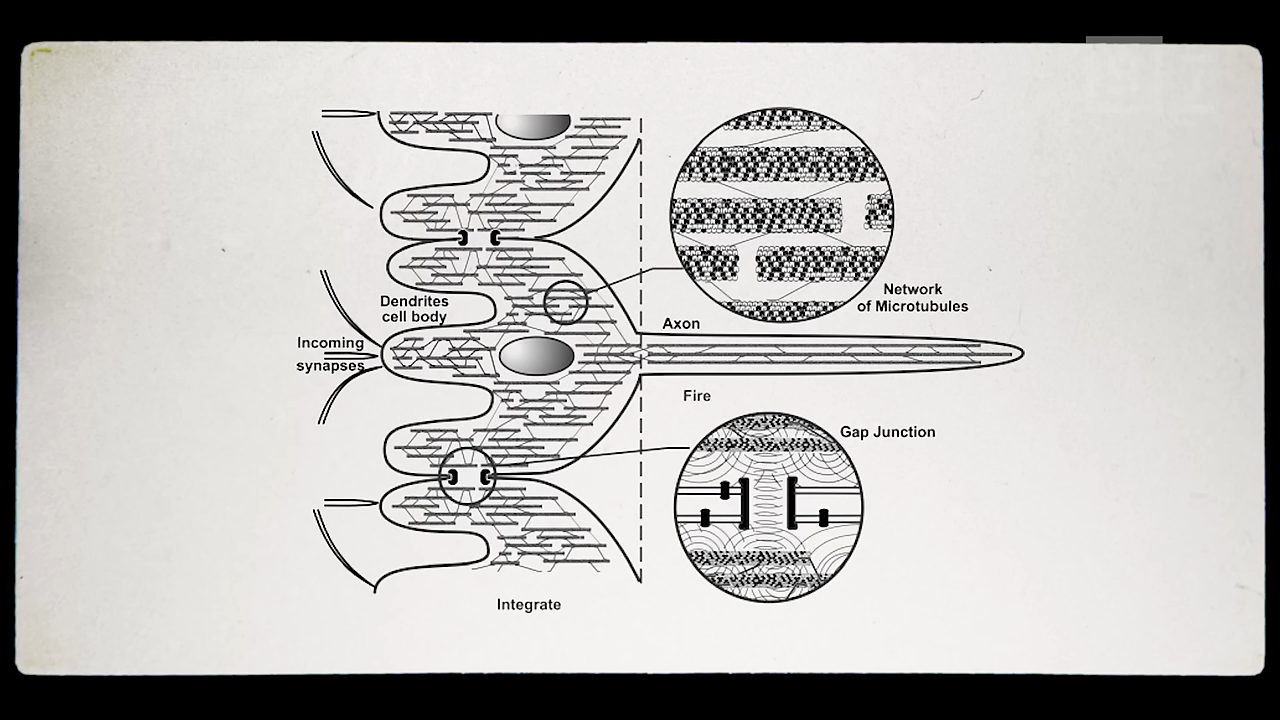 Network
of Microtubules
Dendrites
cell body
Axon
Incoming
synapses
Fire
Gap Junction
Integrate